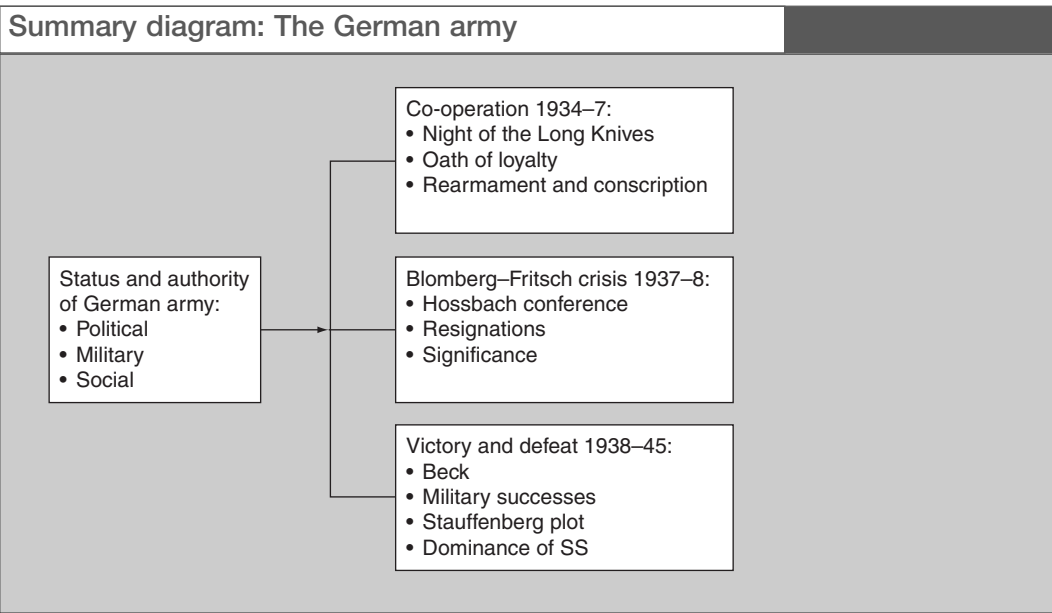 Summary diagram: The German army
Status and authority
of German army:
• Political
• Military
• Social
Co-operation 1934–7:
• Night of the Long Knives
• Oath of loyalty
• Rearmament and conscription
Blomberg–Fritsch crisis 1937–8:
• Hossbach conference
• Resignations
• Significance
Victory and defeat 1938–45:
• Beck
• Military successes
• Stauffenberg plot
• Dominance of SS